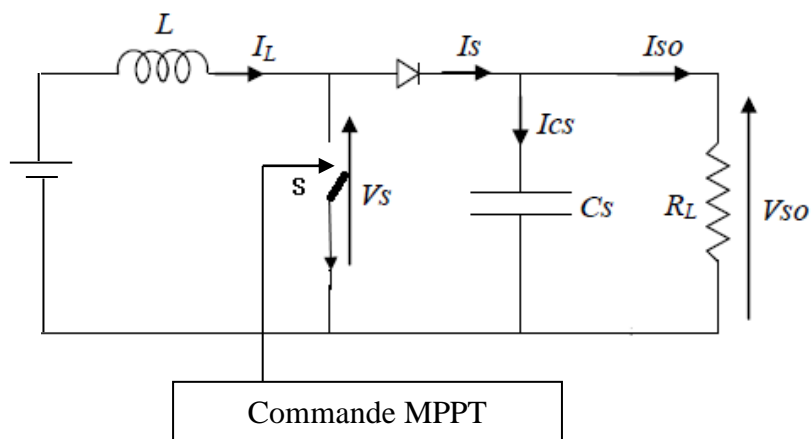 L
I_L
Is
Iso
Ics
S
Vs
Cs
R_L
Vso
Commande MPPT